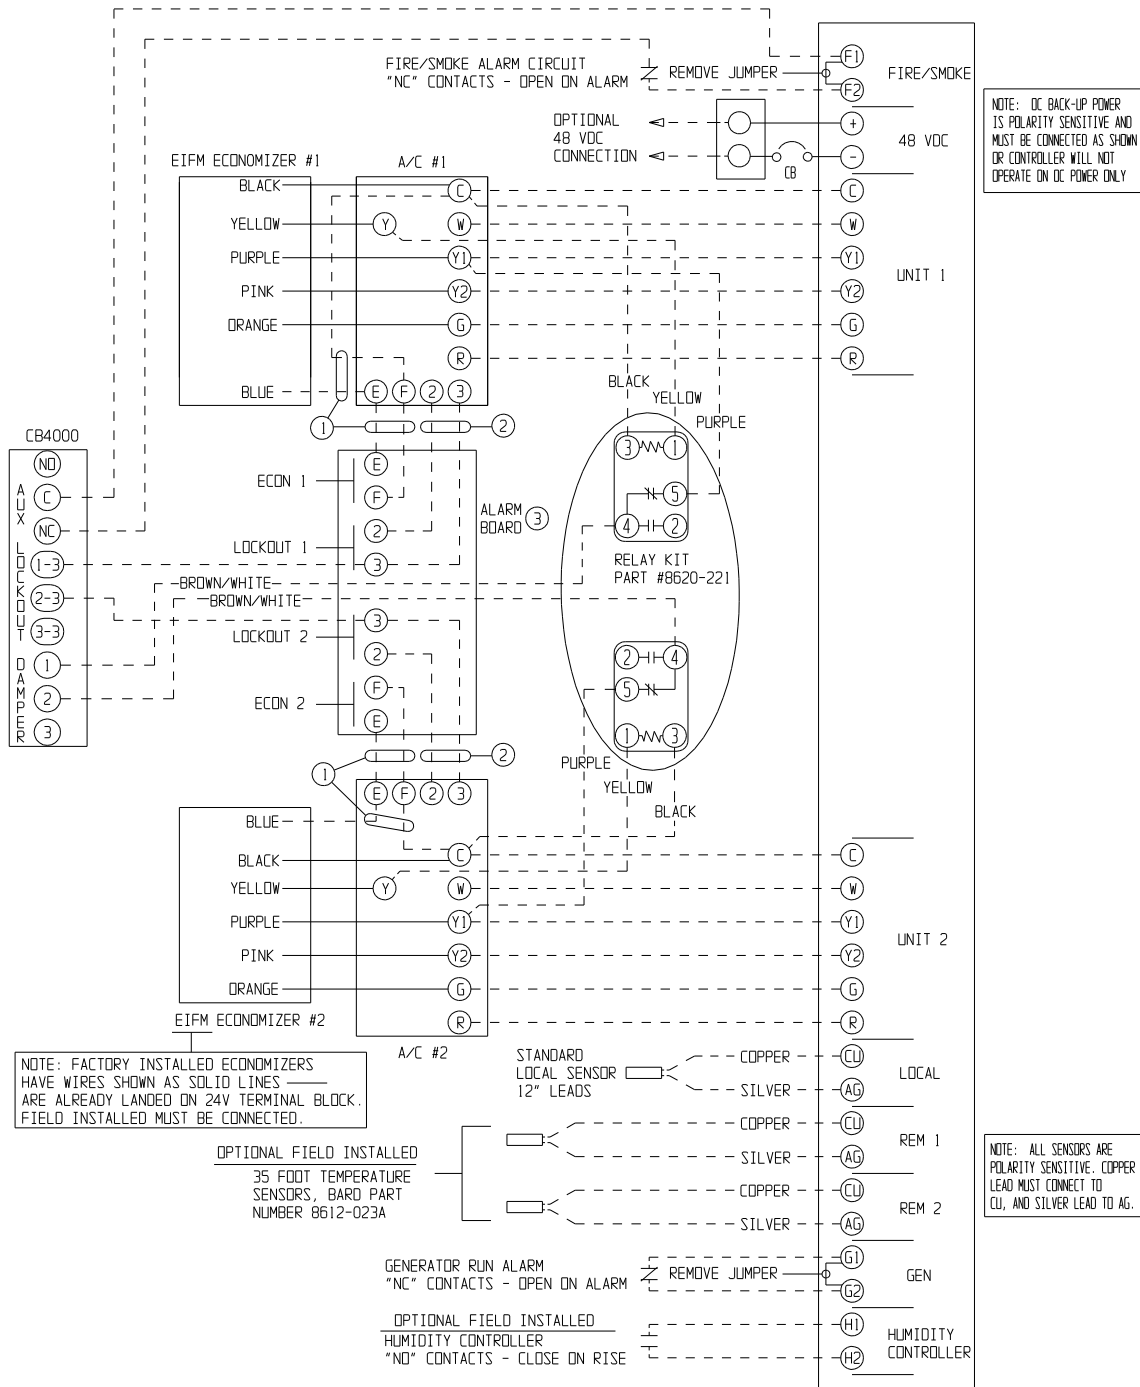 FIRE/SMOKE ALARM CIRCUIT
"NC" CONTACTS - OPEN ON ALARM
REMOVE JUMPER
F1
F2
FIRE/SMOKE
OPTIONAL
48 VDC
CONNECTION
CB
+
-
48 VDC
NOTE: DC BACK-UP POWER
IS POLARITY SENSITIVE AND
MUST BE CONNECTED AS SHOWN
OR CONTROLLER WILL NOT
OPERATE ON DC POWER ONLY
EIFM ECONOMIZER #1
A/C #1
BLACK
YELLOW
PURPLE
PINK
ORANGE
BLUE
C
Y
W
Y1
Y2
G
R
E
F
2
3
C
W
Y1
Y2
G
R
UNIT 1
BLACK
YELLOW
PURPLE
1
2
CB4000
AUX LOCKOUT DAMPER
NO
C
NC
1-3
2-3
3-3
1
2
3
E
F
2
3
ECON 1
LOCKOUT 1
ALARM
BOARD
3
BROWN/WHITE
BROWN/WHITE
3
1
5
4
2
RELAY KIT
PART #8620-221
3
2
F
E
LOCKOUT 2
ECON 2
2
4
5
1
3
PURPLE
YELLOW
BLACK
1
2
E
F
2
3
BLUE
BLACK
YELLOW
PURPLE
PINK
ORANGE
C
Y
W
Y1
Y2
G
R
C
W
Y1
Y2
G
R
UNIT 2
EIFM ECONOMIZER #2
A/C #2
NOTE: FACTORY INSTALLED ECONOMIZERS
HAVE WIRES SHOWN AS SOLID LINES
ARE ALREADY LANDED ON 24V TERMINAL BLOCK.
FIELD INSTALLED MUST BE CONNECTED.
STANDARD
LOCAL SENSOR
12" LEADS
COPPER
SILVER
CU
AG
LOCAL
OPTIONAL FIELD INSTALLED
35 FOOT TEMPERATURE
SENSORS, BARD PART
NUMBER 8612-023A
COPPER
SILVER
CU
AG
REM 1
COPPER
SILVER
CU
AG
REM 2
NOTE: ALL SENSORS ARE
POLARITY SENSITIVE. COPPER
LEAD MUST CONNECT TO
CU, AND SILVER LEAD TO AG.
GENERATOR RUN ALARM
"NC" CONTACTS - OPEN ON ALARM
REMOVE JUMPER
G1
G2
GEN
OPTIONAL FIELD INSTALLED
HUMIDITY CONTROLLER
"NO" CONTACTS - CLOSE ON RISE
H1
H2
HUMIDITY
CONTROLLER